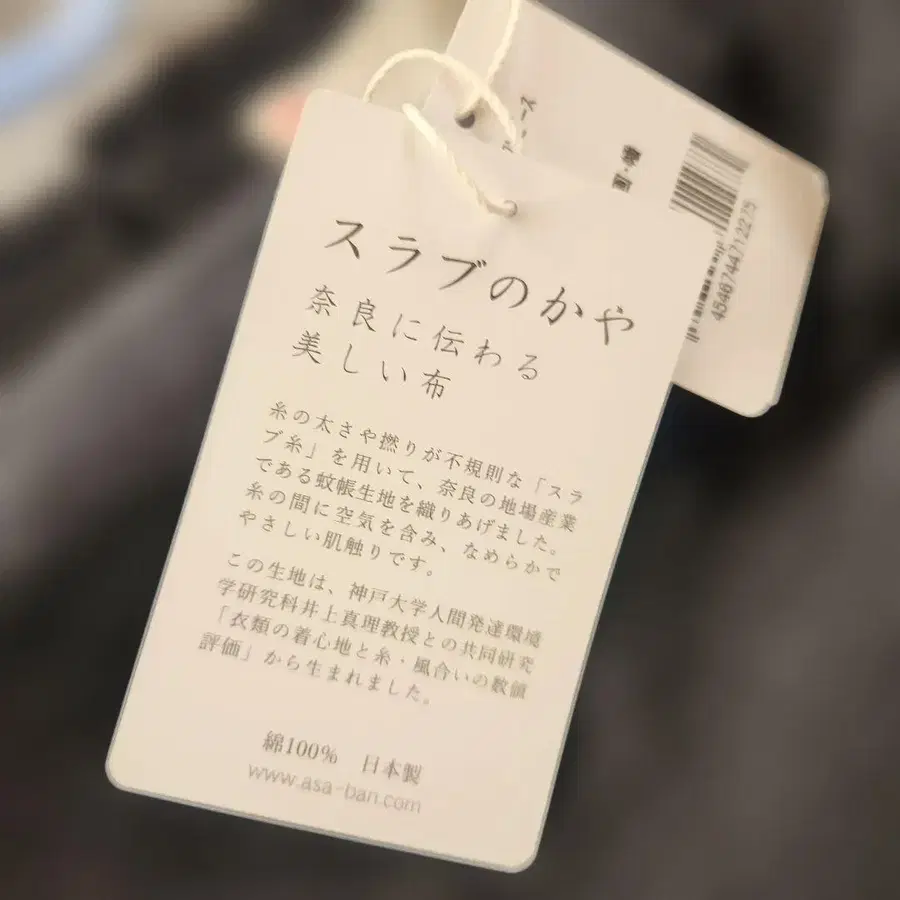 スラブのかや
奈良に伝わる
美しい布
糸の太さや撚りが不規則な「スラ
ブ糸」を用いて、奈良の地場産業
である蚊帳生地を織りあげました。
糸の間に空気を含み、なめらかで
やさしい肌触りです。
この生地は、神戸大学人間発達環境
学研究科井上真理教授との共同研究
「衣類の着心地と糸・風合いの数値
評価」から生まれました。
綿100% 日本製
www.asa-ban.com
4546744712275